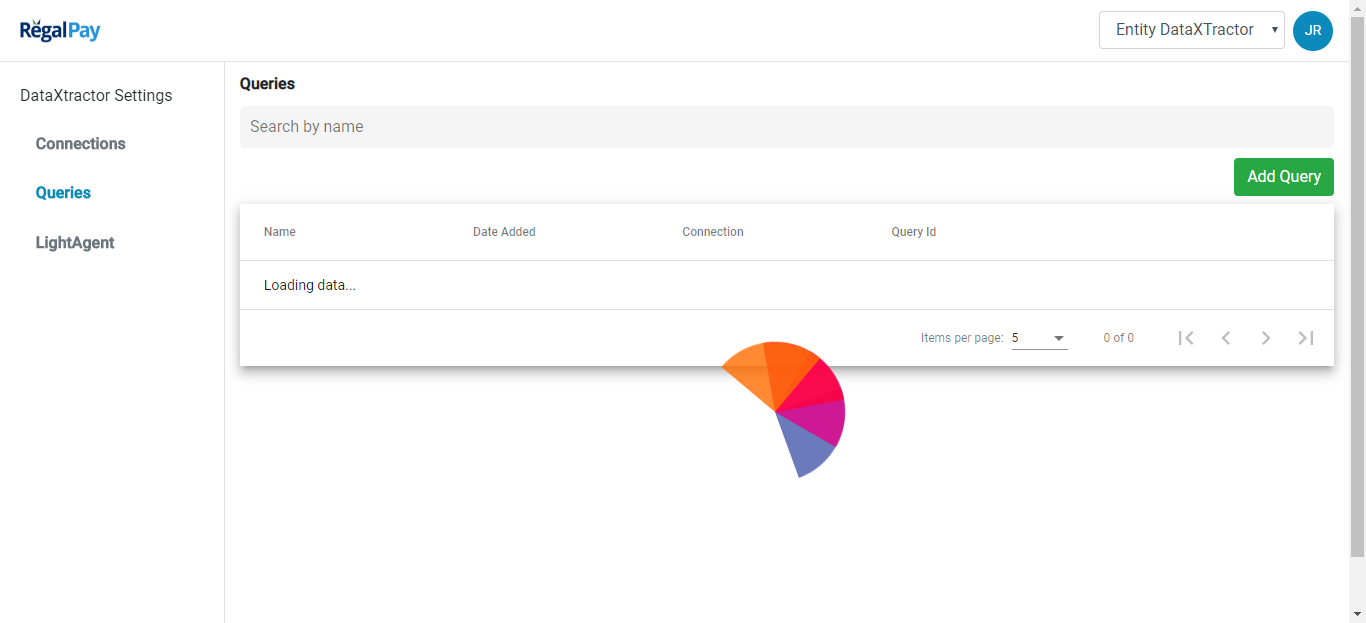 RegalPay
Entity DataXTractor
JR
DataXtractor Settings
Connections
Queries
LightAgent
Queries
Search by name
Add Query
Name Date Added Connection Query Id
Loading data...
Items per page: 5 0 of 0